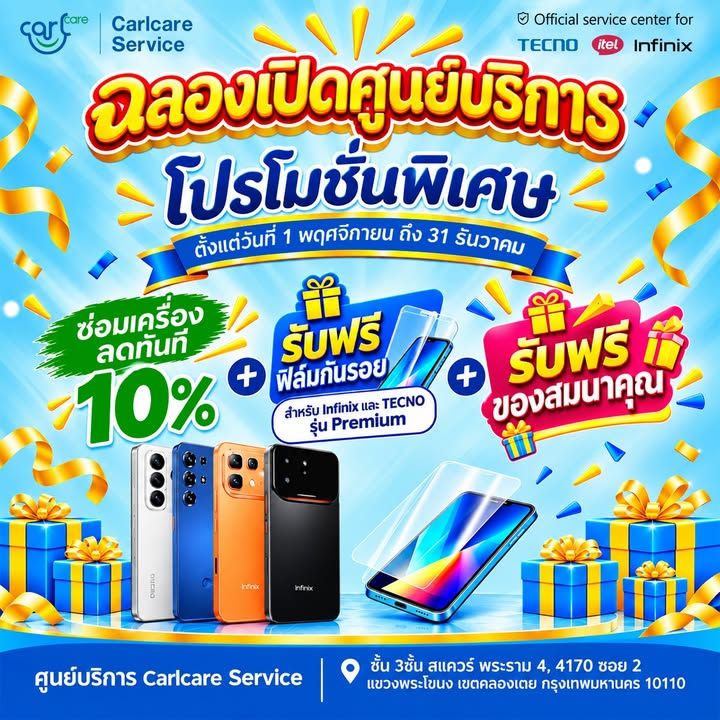 carlcare
Carlcare
Service
Official service center for
TECNO itel Infinix
ฉลองเปิดศูนย์บริการ
โปรโมชั่นพิเศษ
ตั้งแต่วันที่ 1 พฤศจิกายน ถึง 31 ธันวาคม
ซ่อมเครื่อง
ลดทันที
10%
+
รับฟรี
ฟิล์มกันรอย
สำหรับ Infinix และ TECNO
รุ่น Premium
+
รับฟรี
ของสมนาคุณ
Infinix
Infinix
ศูนย์บริการ Carlcare Service
ชั้น 3ชั้น สแควร์ พระราม 4, 4170 ซอย 2
แขวงพระโขนง เขตคลองเตย กรุงเทพมหานคร 10110